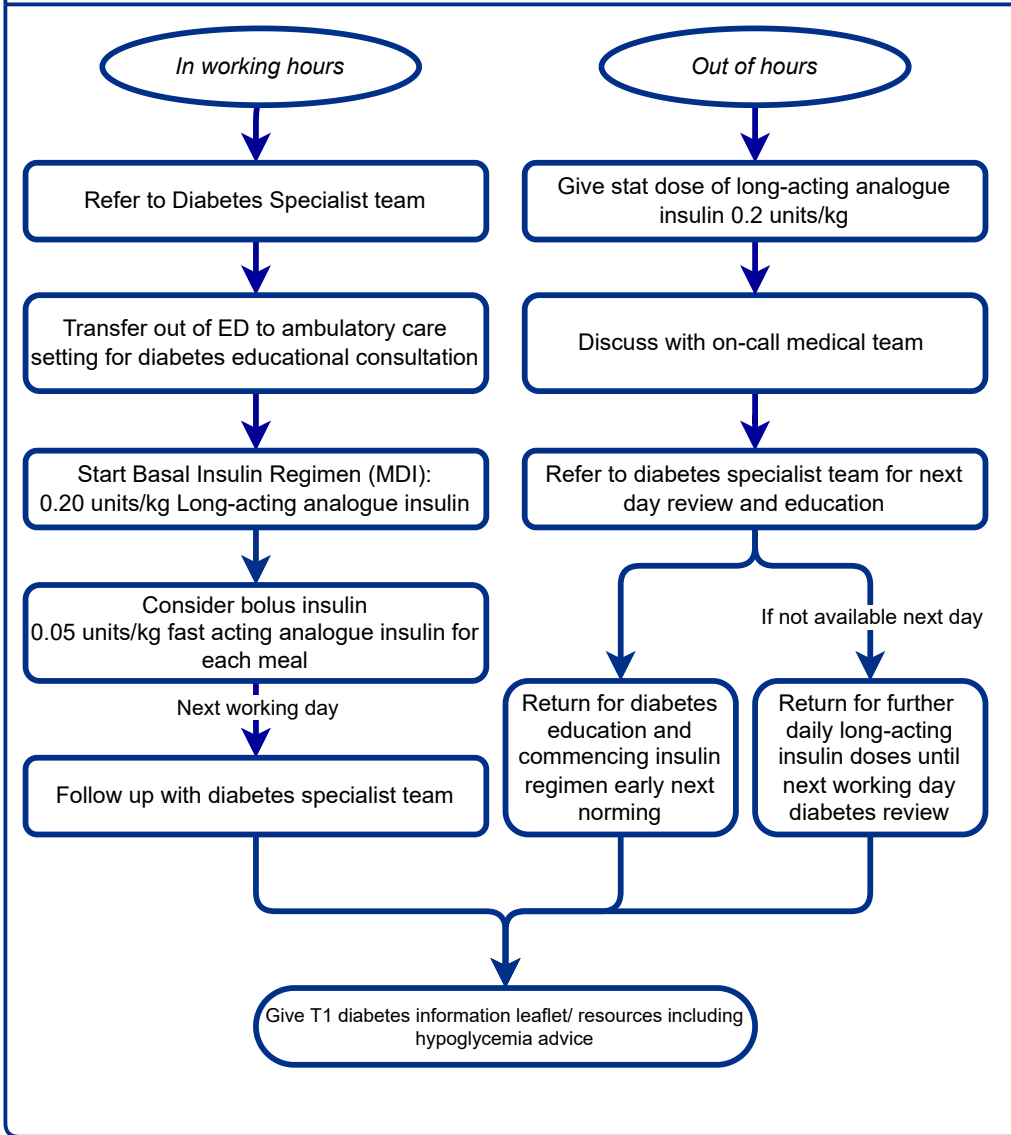 In working hours
Refer to Diabetes Specialist team
Transfer out of ED to ambulatory care
setting for diabetes educational consultation
Start Basal Insulin Regimen (MDI):
0.20 units/kg Long-acting analogue insulin
Consider bolus insulin
0.05 units/kg fast acting analogue insulin for
each meal
Next working day
Follow up with diabetes specialist team
Out of hours
Give stat dose of long-acting analogue
insulin 0.2 units/kg
Discuss with on-call medical team
Refer to diabetes specialist team for next
day review and education
Return for diabetes
education and
commencing insulin
regimen early next
norming
If not available next day
Return for further
daily long-acting
insulin doses until
next working day
diabetes review
Give T1 diabetes information leaflet/ resources including
hypoglycemia advice